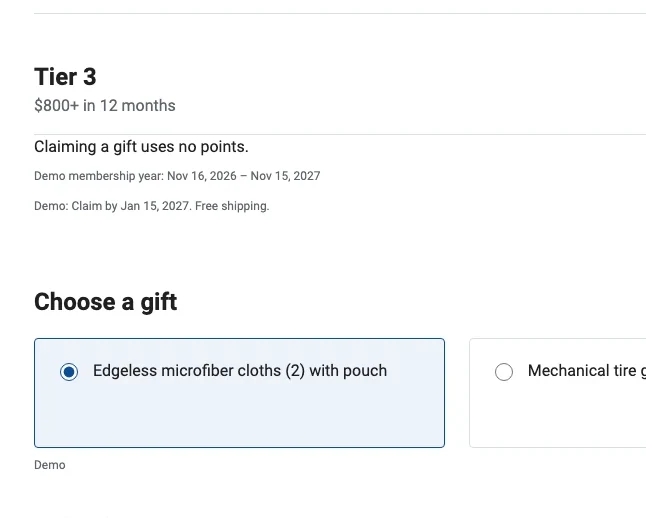 Tier 3
$800+ in 12 months
Claiming a gift uses no points.
Demo membership year: Nov 16, 2026 – Nov 15, 2027
Demo: Claim by Jan 15, 2027. Free shipping.
Choose a gift
Edgeless microfiber cloths (2) with pouch
Mechanical tire
Demo